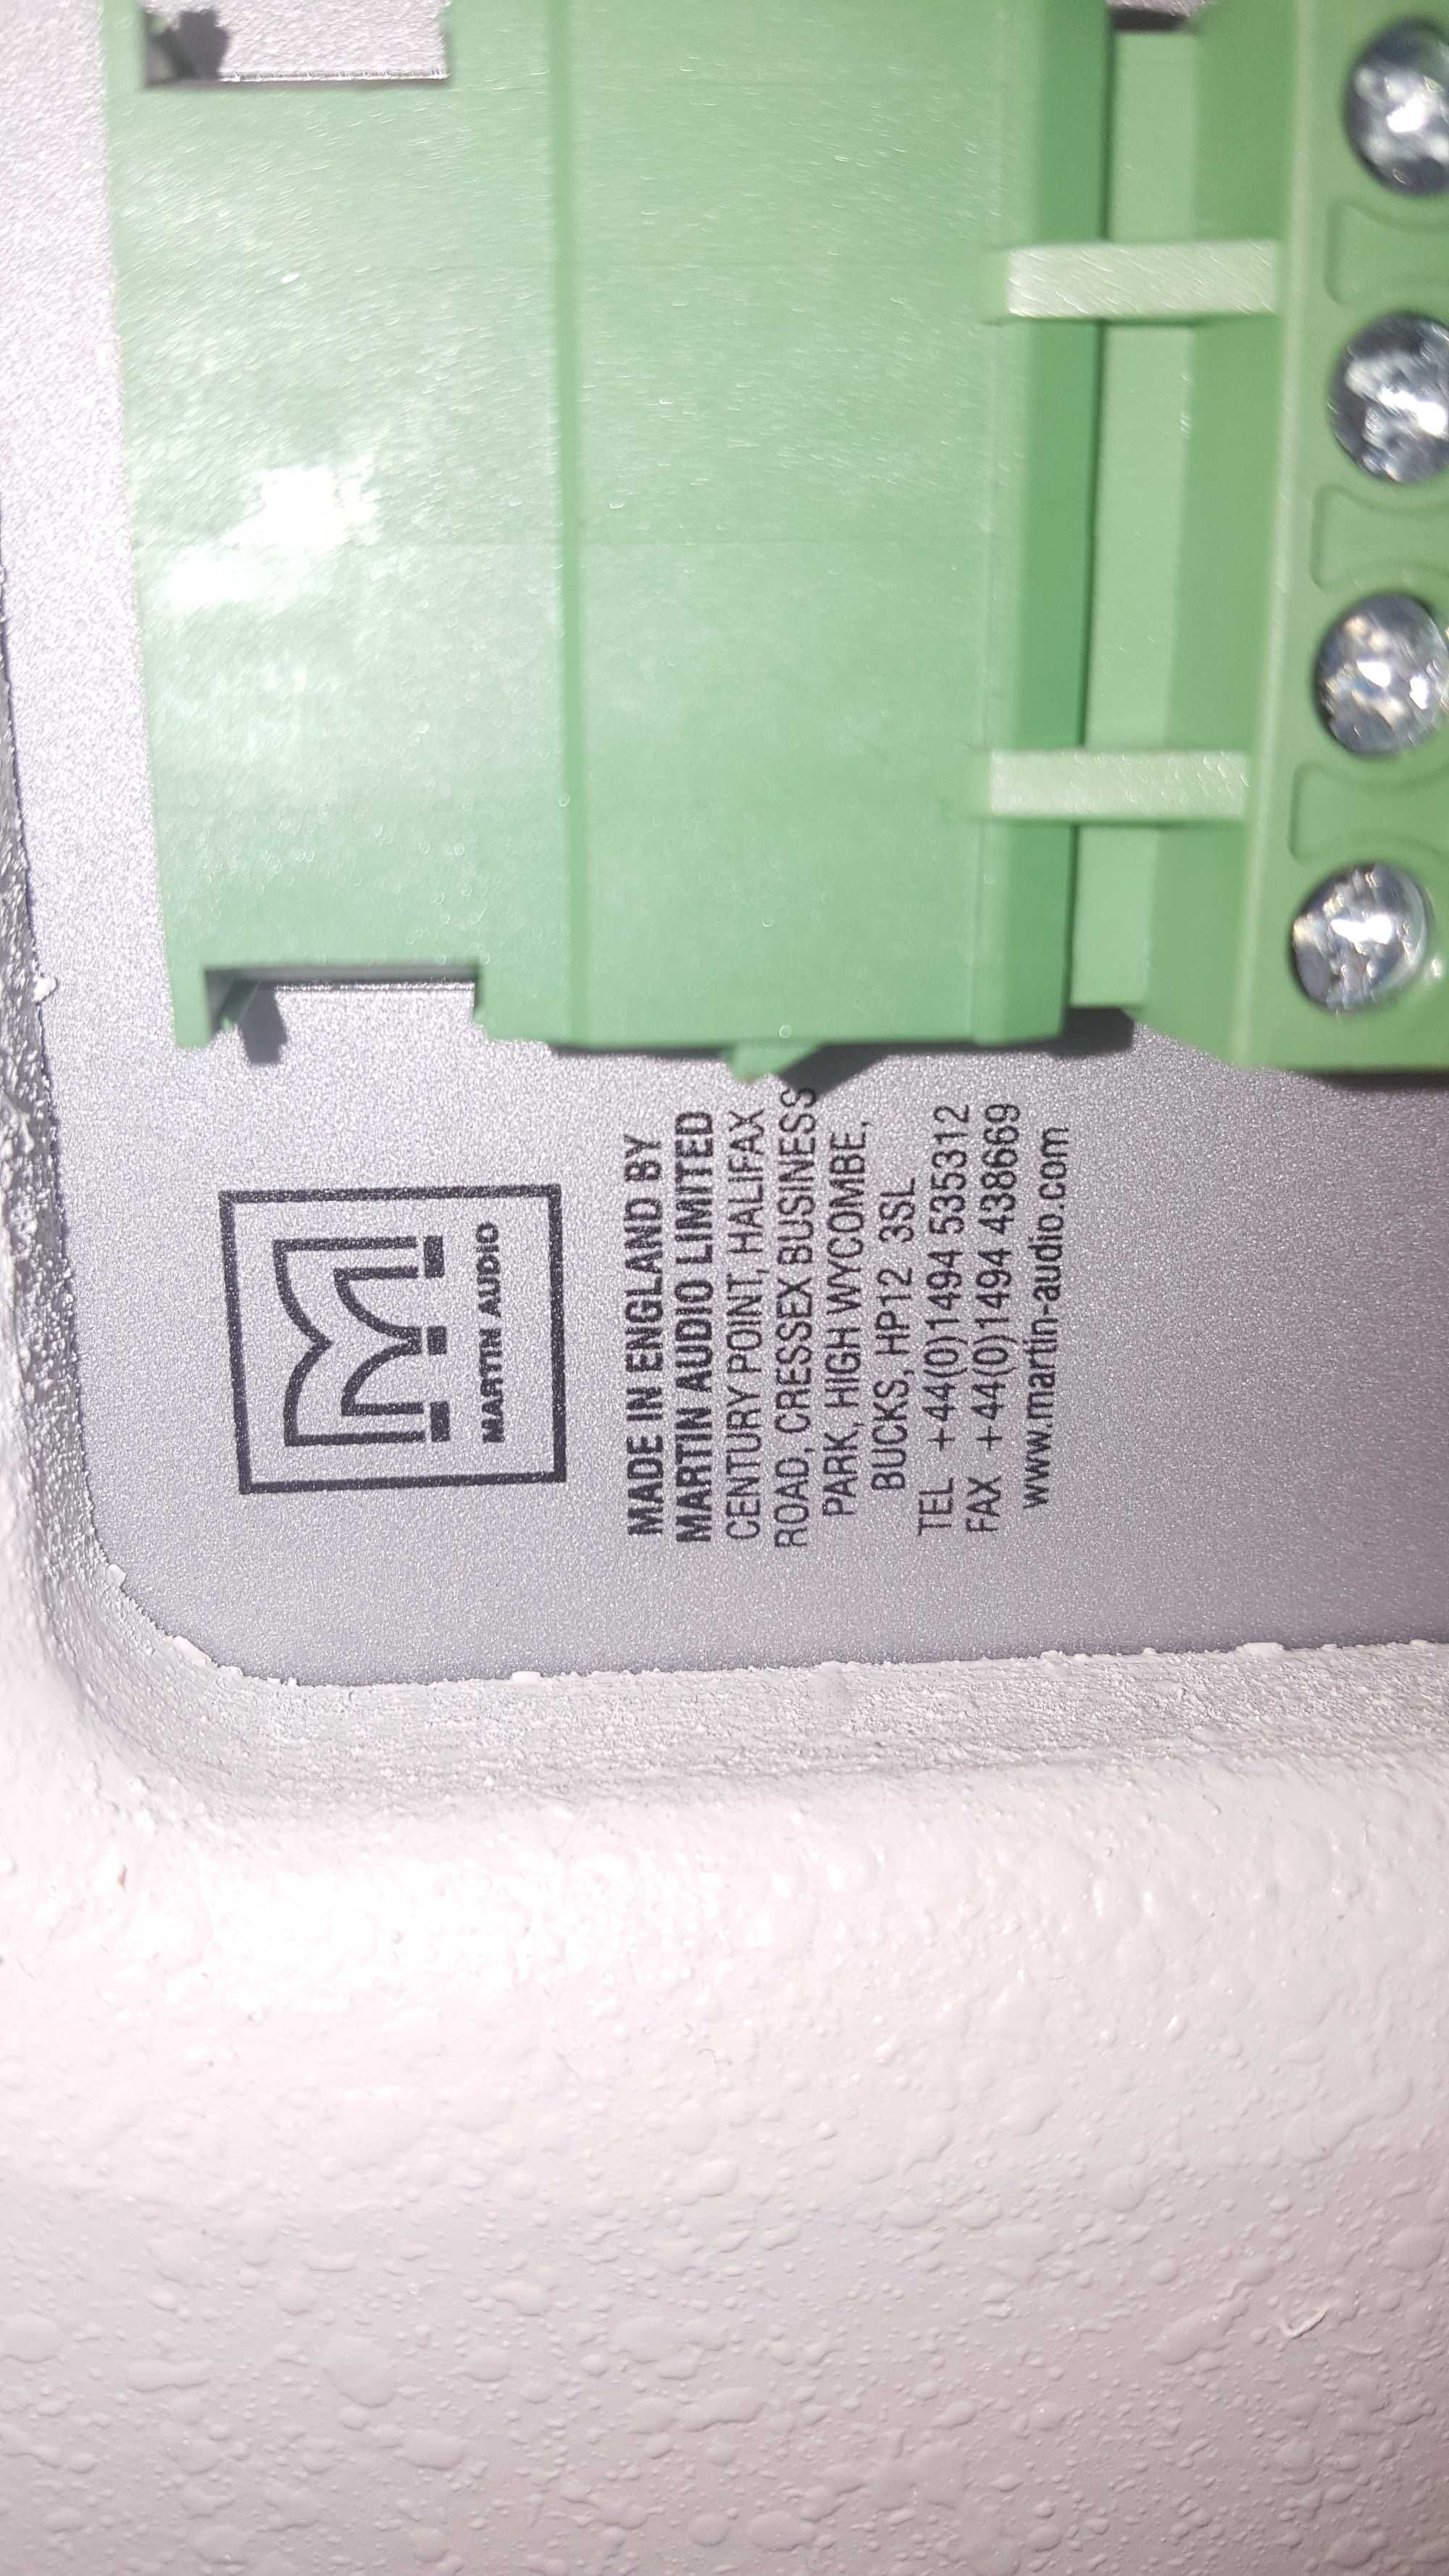 MARTIN AUDIO
MADE IN ENGLAND BY
MARTIN AUDIO LIMITED
CENTURY POINT, HALIFAX
ROAD, CRESSEX BUSINESS
PARK, HIGH WYCOMBE,
BUCKS, HP12 3SL
TEL +44(0)1494 535312
FAX +44(0)1494 438669
www.martin-audio.com